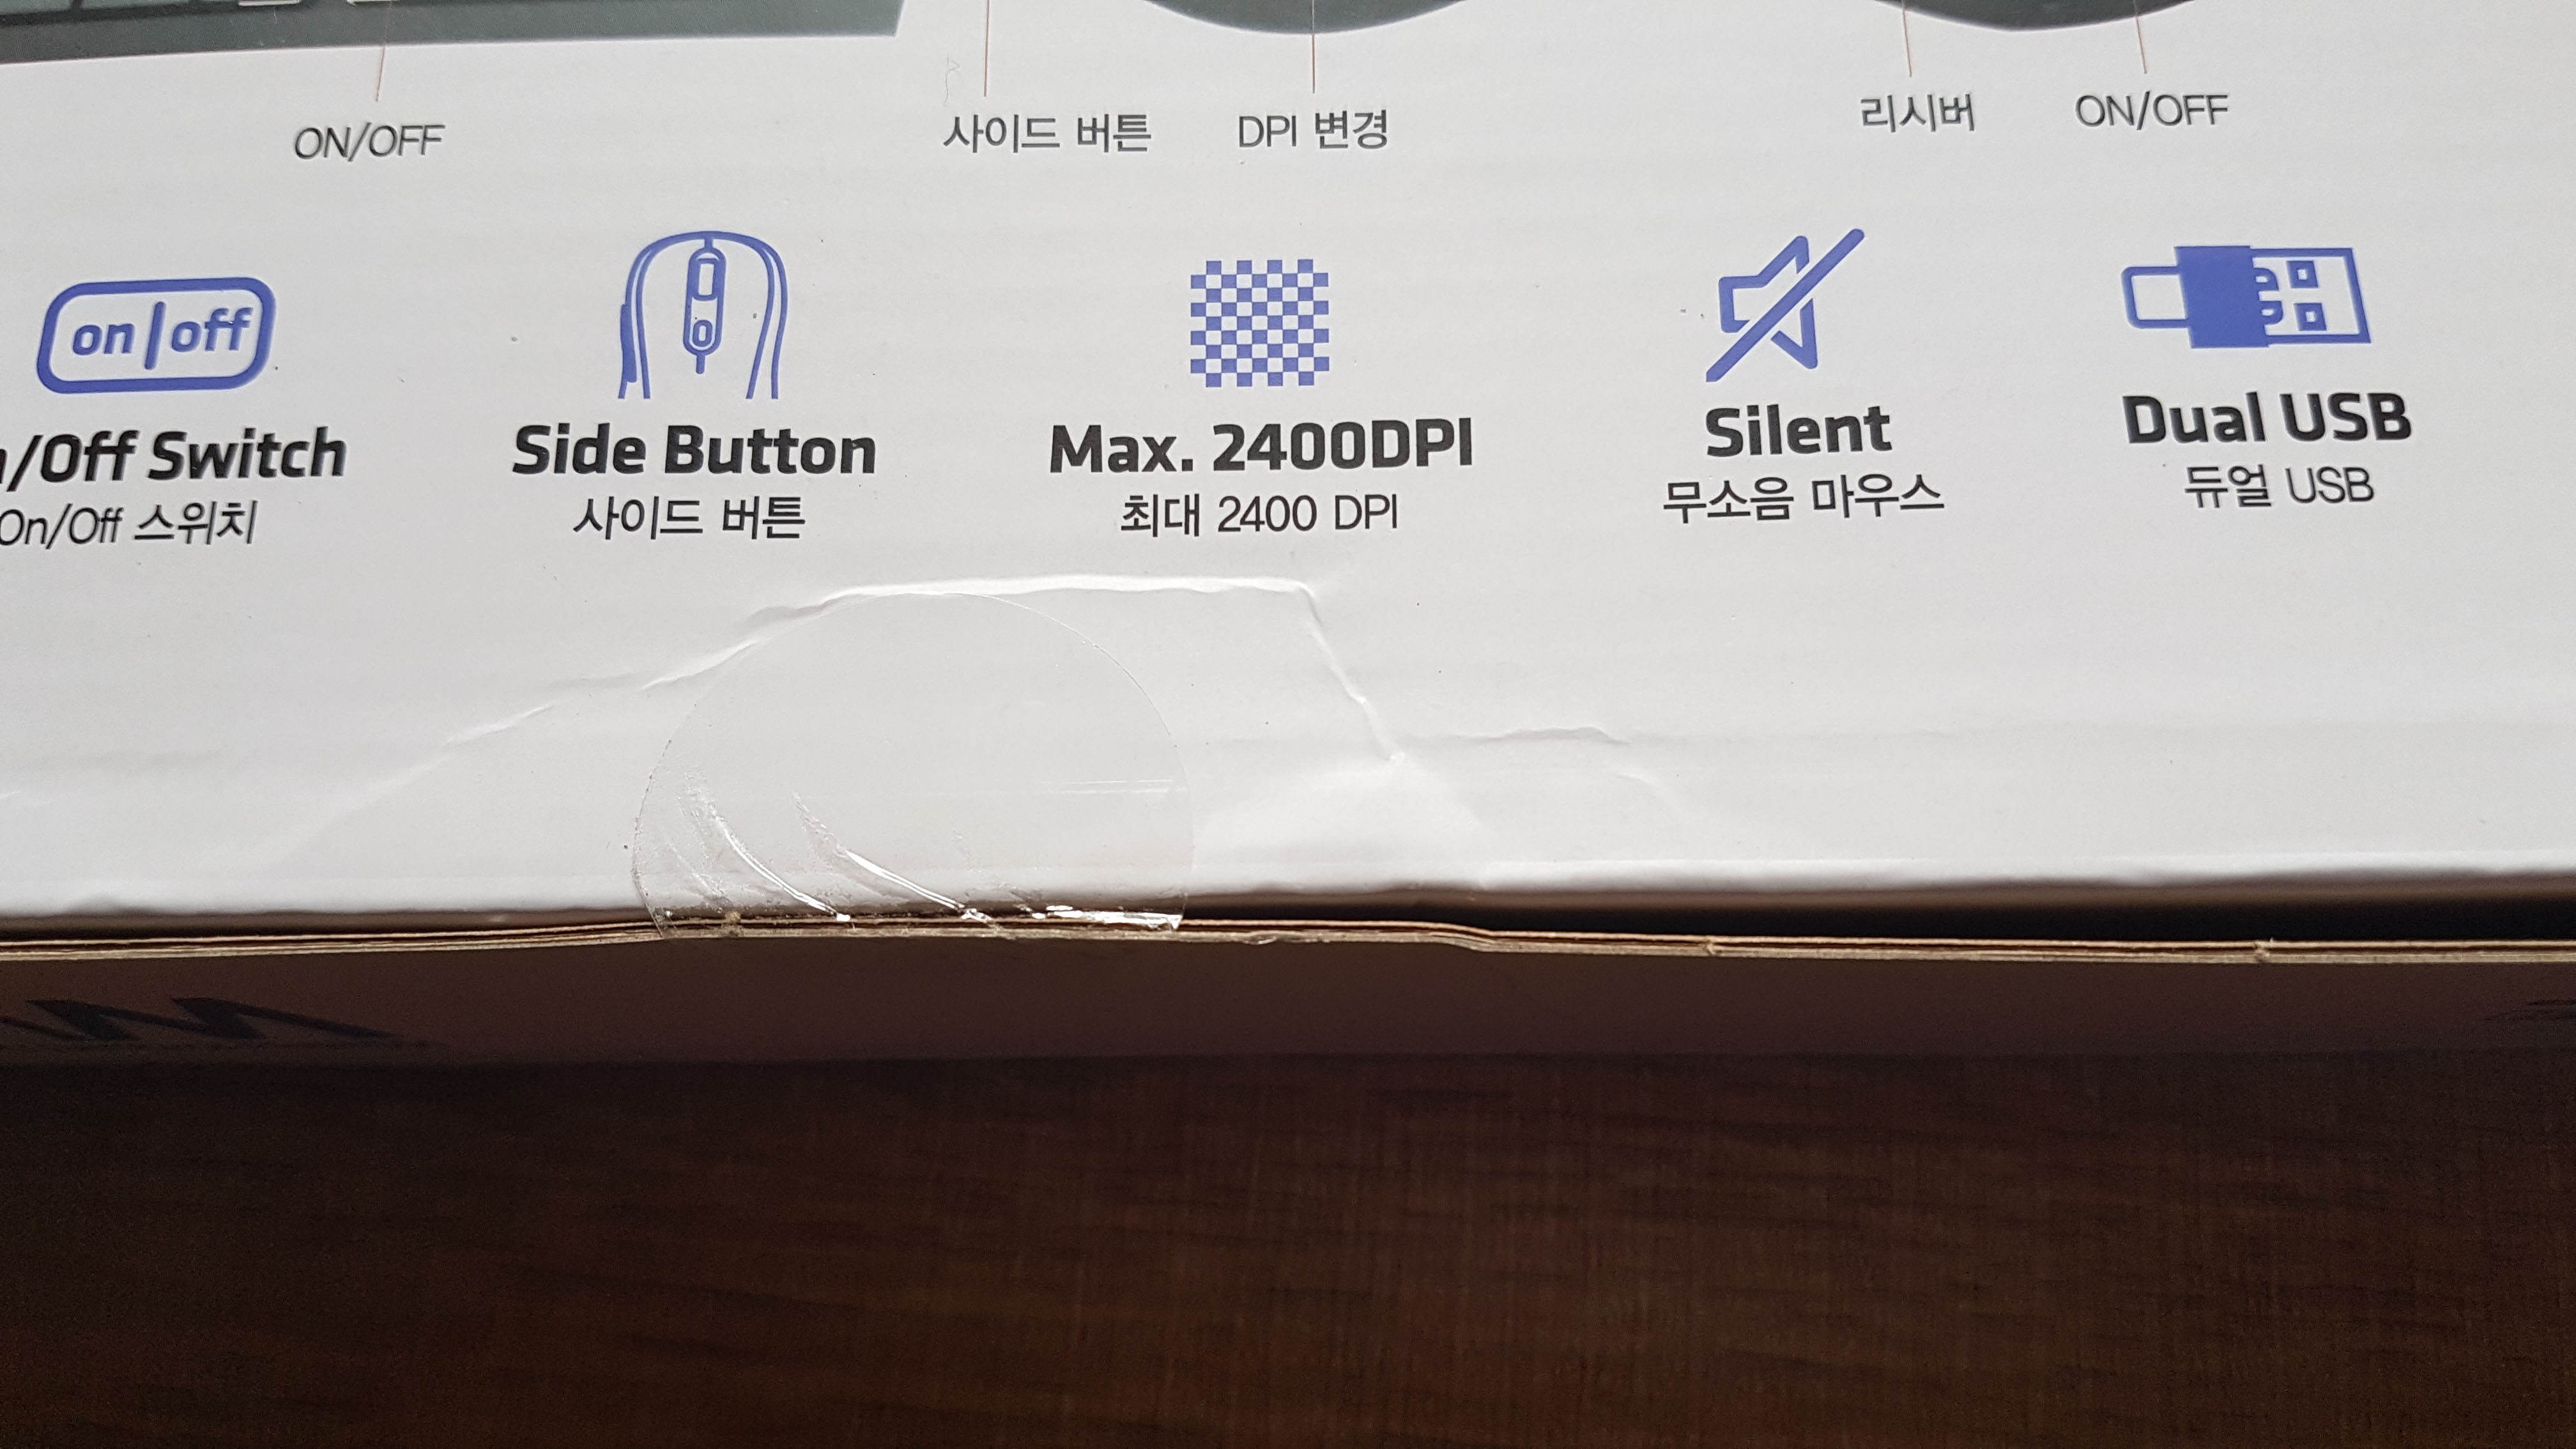 ON/OFF
사이드 버튼
DPI 변경
리시버
ON/OFF
on|off
/Off Switch
On/Off 스위치
Side Button
사이드 버튼
Max. 2400DPI
최대 2400 DPI
Silent
무소음 마우스
Dual USB
듀얼 USB